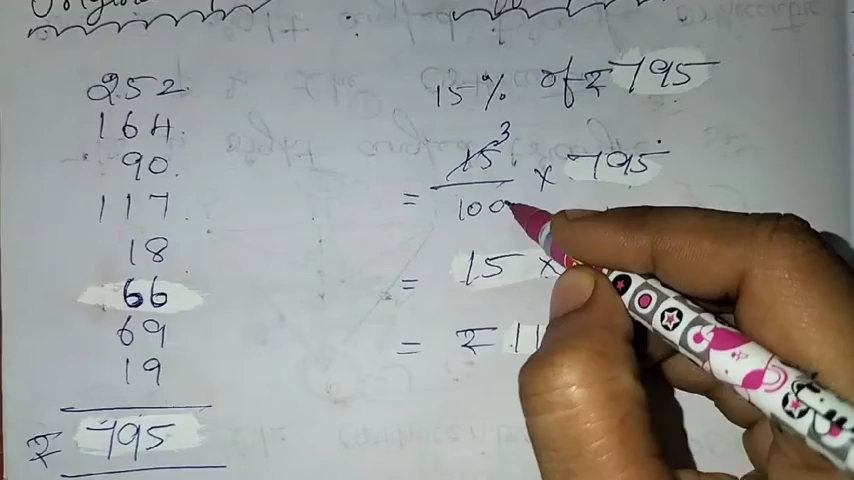 252
164
90
117
18
66
69
19
₹ 795
15 % of ₹ 795
= 15 3 / 100 × 795
= 15 ×
= ₹ 11